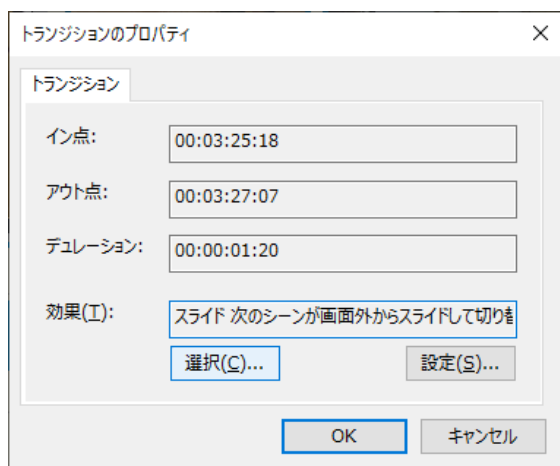 トランジションのプロパティ
トランジション
イン点: 00:03:25:18
アウト点: 00:03:27:07
デュレーション: 00:00:01:20
効果(T): スライド 次のシーンが画面外からスライドして切り替
選択(C)... 設定(S)...
OK キャンセル